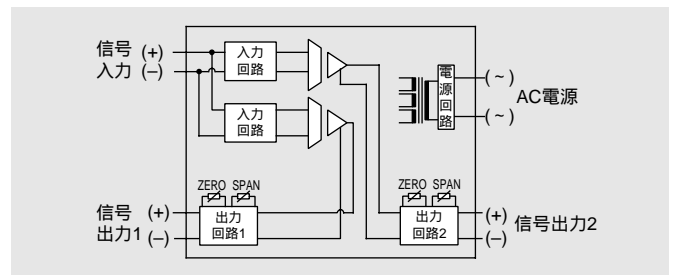 信号 (+)
入力 (–)
入力
回路
入力
回路
電源回路
(~)
AC電源
(~)
ZERO SPAN
信号 (+)
出力1 (–)
出力
回路1
ZERO SPAN
出力
回路2
(+)
信号出力2
(–)